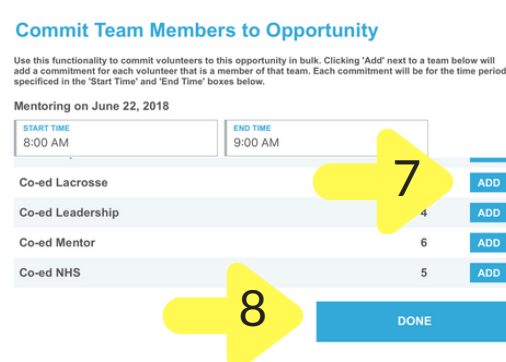 Commit Team Members to Opportunity
Use this functionality to commit volunteers to this opportunity in bulk. Clicking 'Add' next to a team below will
add a commitment for each volunteer that is a member of that team. Each commitment will be for the time period
specificed in the 'Start Time' and 'End Time' boxes below.
Mentoring on June 22, 2018
START TIME END TIME
8:00 AM 9:00 AM
Co-ed Lacrosse 7 ADD
Co-ed Leadership 4 ADD
Co-ed Mentor 6 ADD
Co-ed NHS 5 ADD
8 DONE